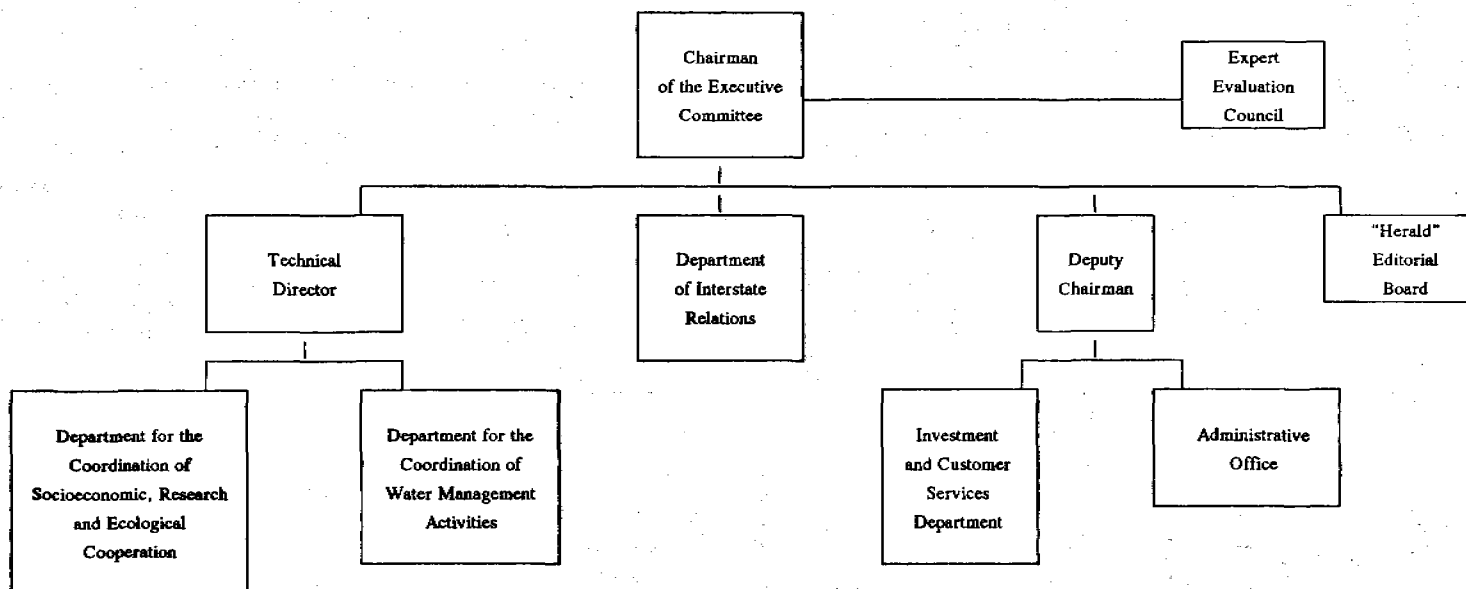 Chairman
of the Executive
Committee
Expert
Evaluation
Council
Technical
Director
Department
of Interstate
Relations
Deputy
Chairman
"Herald"
Editorial
Board
Department for the
Coordination of
Socioeconomic, Research
and Ecological
Cooperation
Department for the
Coordination of
Water Management
Activities
Investment
and Customer
Services
Department
Administrative
Office